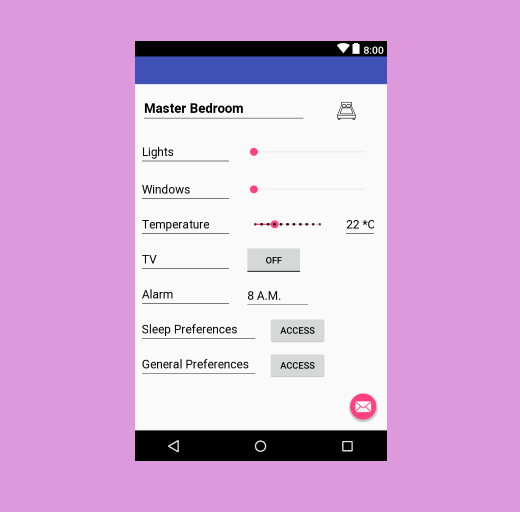 8:00
Master Bedroom
Lights
Windows
Temperature 22 *C
TV OFF
Alarm 8 A.M.
Sleep Preferences ACCESS
General Preferences ACCESS